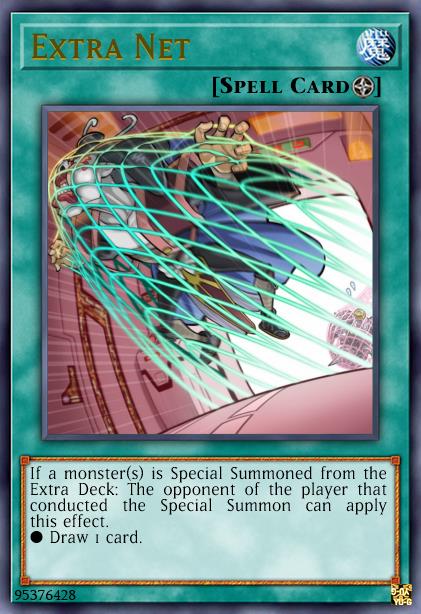 Extra Net
魔
[Spell Card]
If a monster(s) is Special Summoned from the
Extra Deck: The opponent of the player that
conducted the Special Summon can apply
this effect.
● Draw 1 card.
95376428